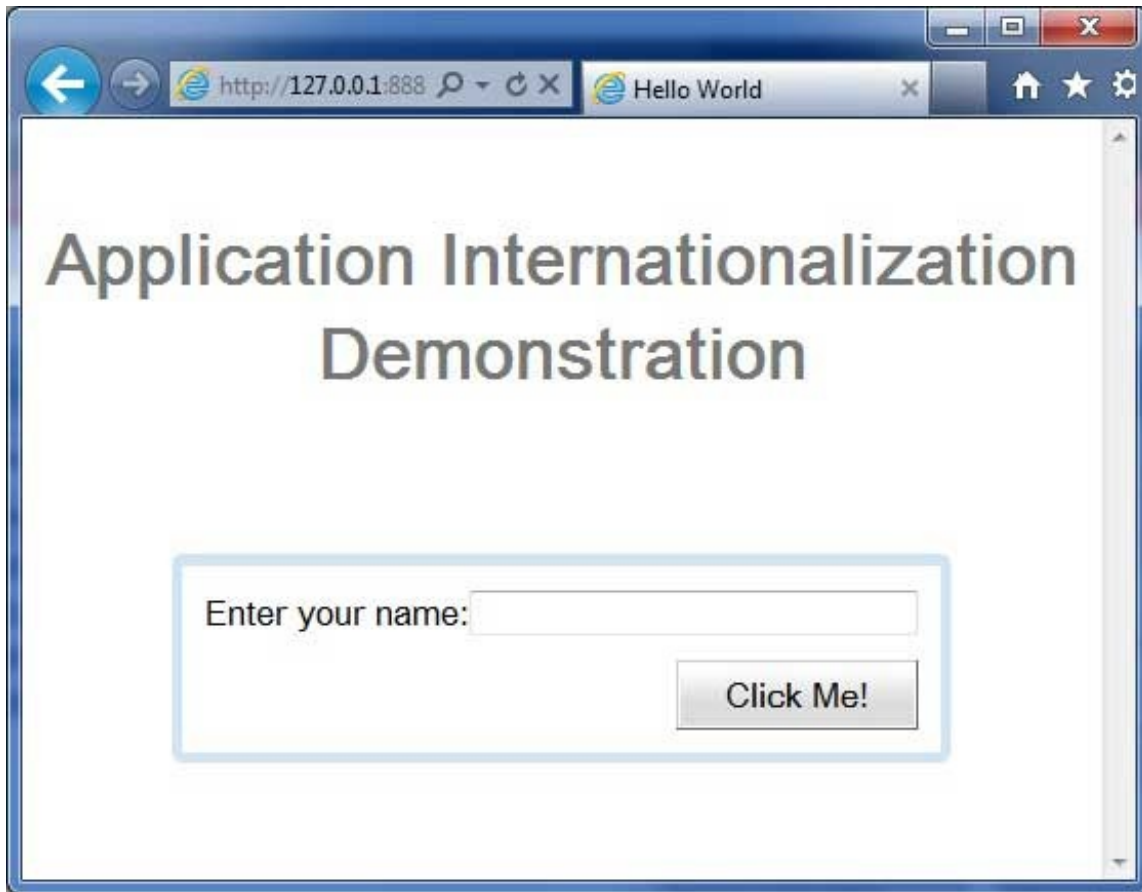 http://127.0.0.1:888
Hello World
Application Internationalization
Demonstration
Enter your name:
Click Me!